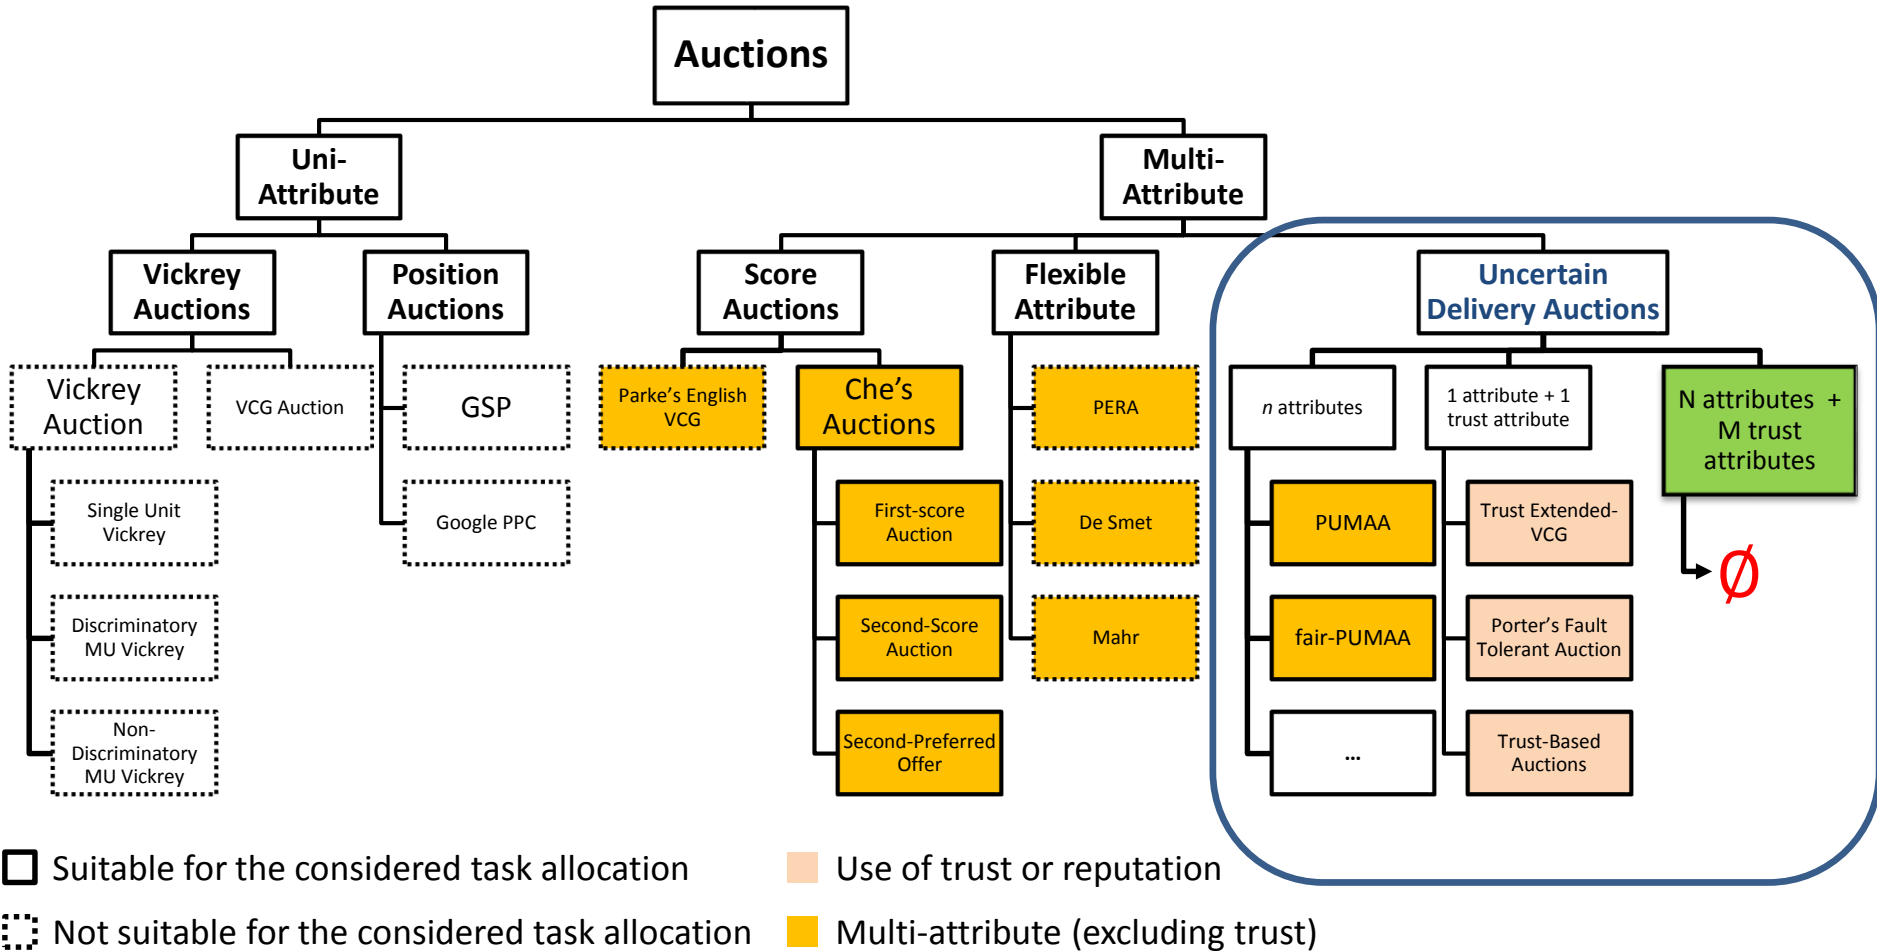 Auctions
Uni-
Attribute
Multi-
Attribute
Vickrey
Auctions
Position
Auctions
Score
Auctions
Flexible
Attribute
Uncertain
Delivery Auctions
Vickrey
Auction
VCG Auction
GSP
Parke's English
VCG
Che's
Auctions
PERA
n attributes
1 attribute + 1
trust attribute
N attributes +
M trust
attributes
Single Unit
Vickrey
Google PPC
First-score
Auction
De Smet
PUMAA
Trust Extended-
VCG
Ø
Discriminatory
MU Vickrey
Second-Score
Auction
Mahr
fair-PUMAA
Porter's Fault
Tolerant Auction
Non-
Discriminatory
MU Vickrey
Second-Preferred
Offer
...
Trust-Based
Auctions
Suitable for the considered task allocation
Use of trust or reputation
Not suitable for the considered task allocation
Multi-attribute (excluding trust)